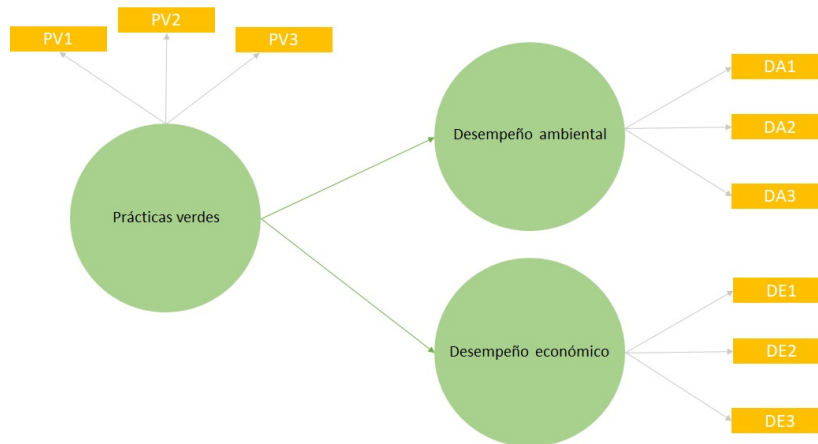 PV1
PV2
PV3
Prácticas verdes
Desempeño ambiental
DA1
DA2
DA3
Desempeño económico
DE1
DE2
DE3